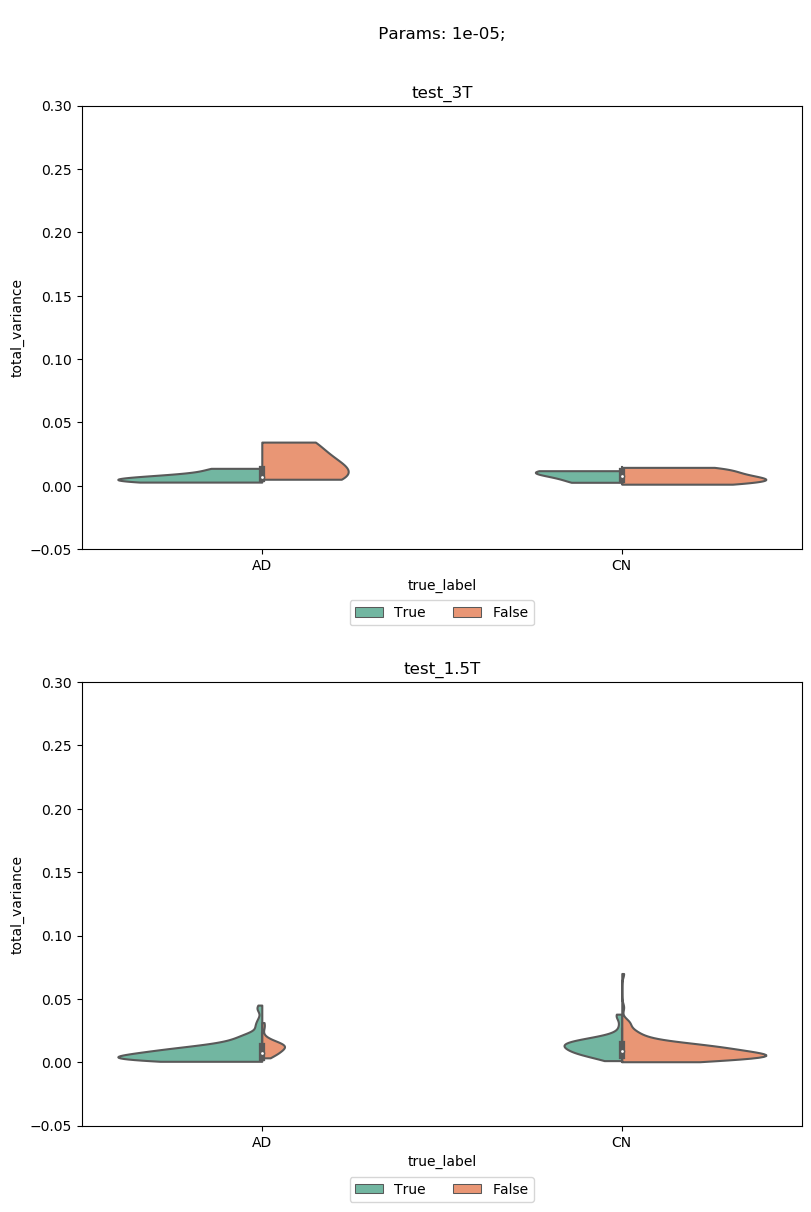 Params: 1e-05;
test_3T
0.30
0.25
0.20
0.15
0.10
0.05
0.00
−0.05
total_variance
AD CN
true_label
True False
test_1.5T
0.30
0.25
0.20
0.15
0.10
0.05
0.00
−0.05
total_variance
AD CN
true_label
True False